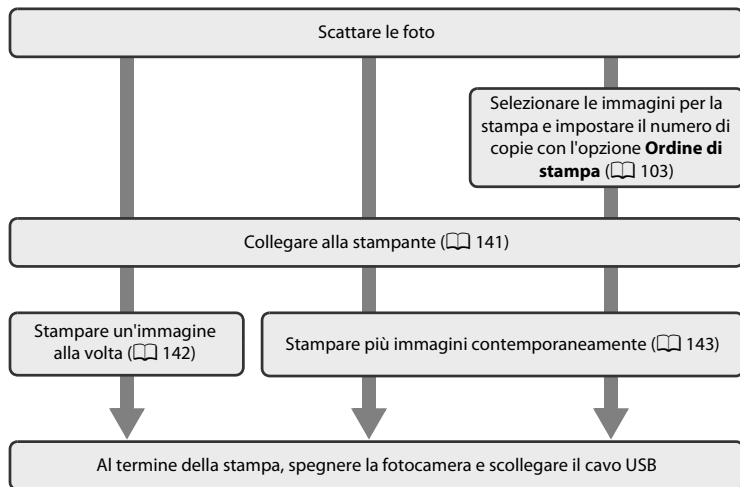 Scattare le foto
Selezionare le immagini per la
stampa e impostare il numero di
copie con l'opzione Ordine di
stampa (📖 103)
Collegare alla stampante (📖 141)
Stampare un'immagine
alla volta (📖 142)
Stampare più immagini contemporaneamente (📖 143)
Al termine della stampa, spegnere la fotocamera e scollegare il cavo USB